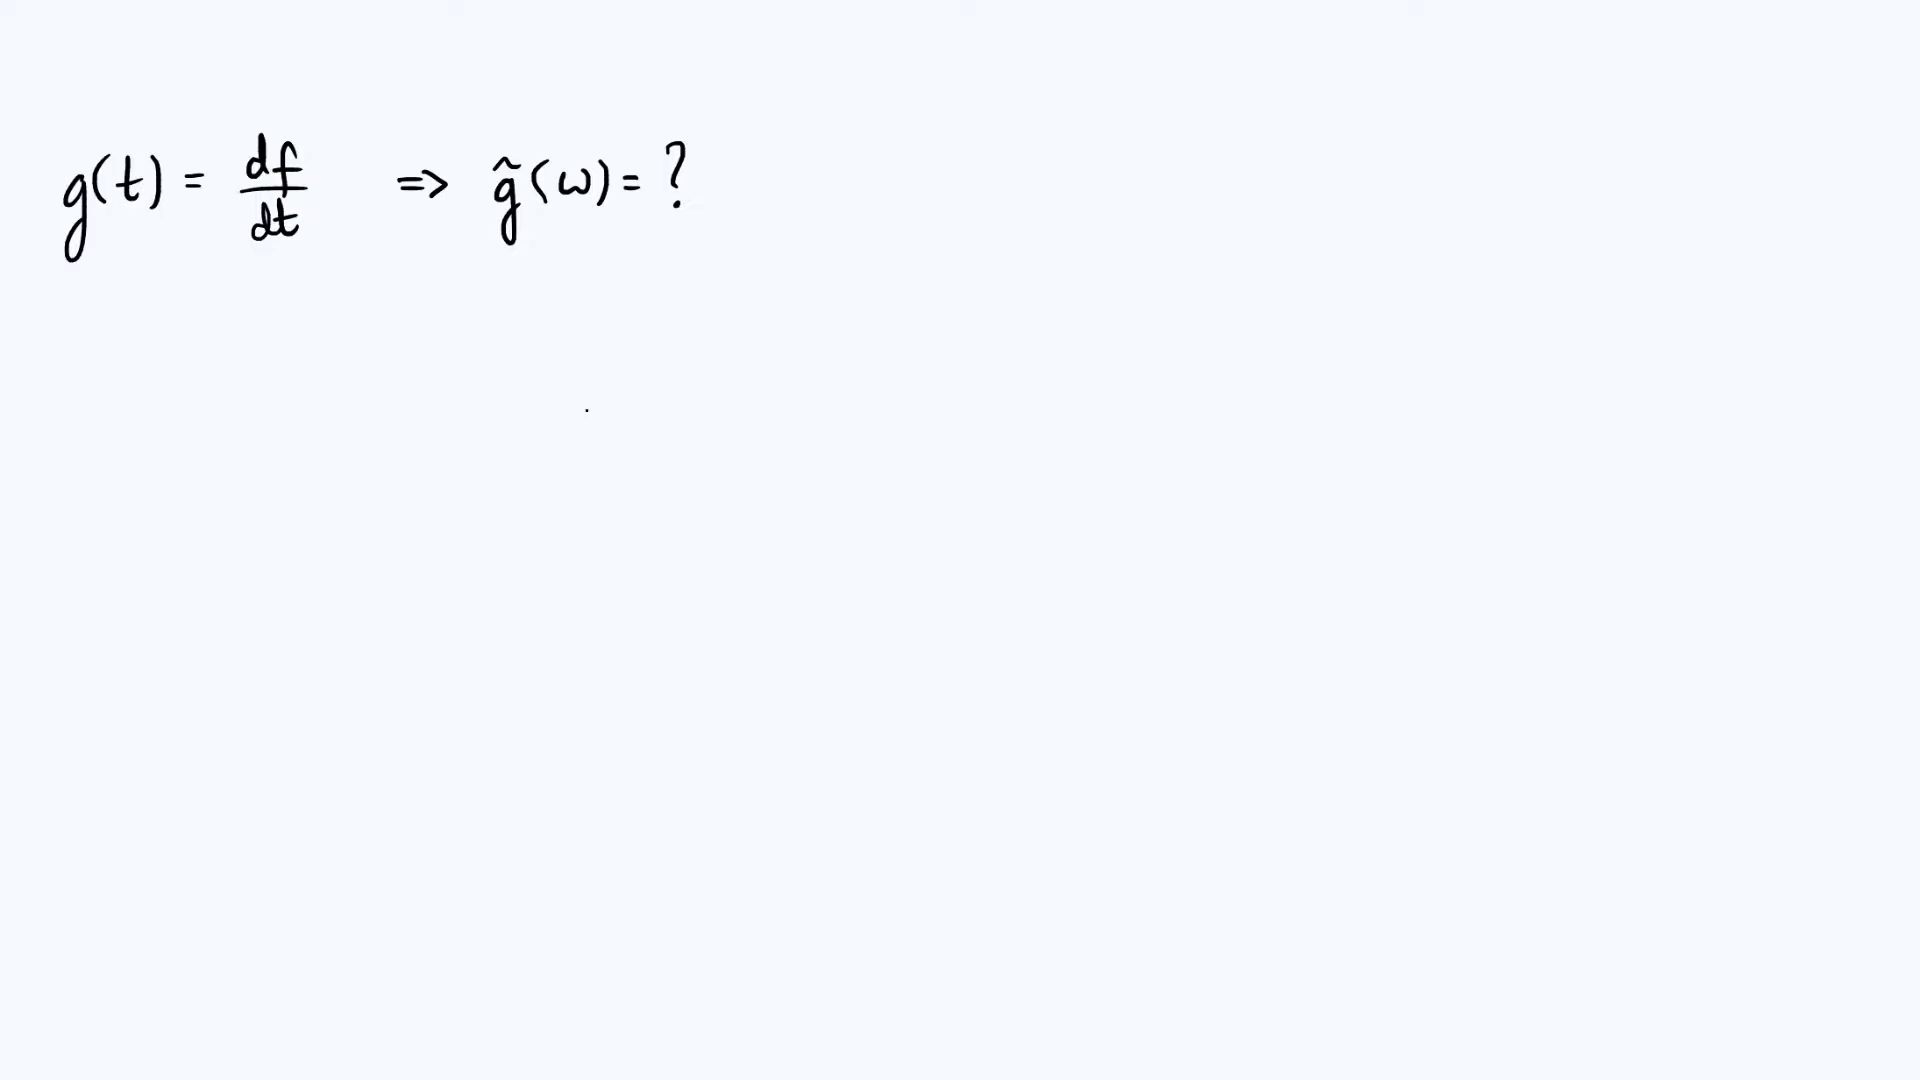 g(t) = df/dt => g̃(ω) = ?